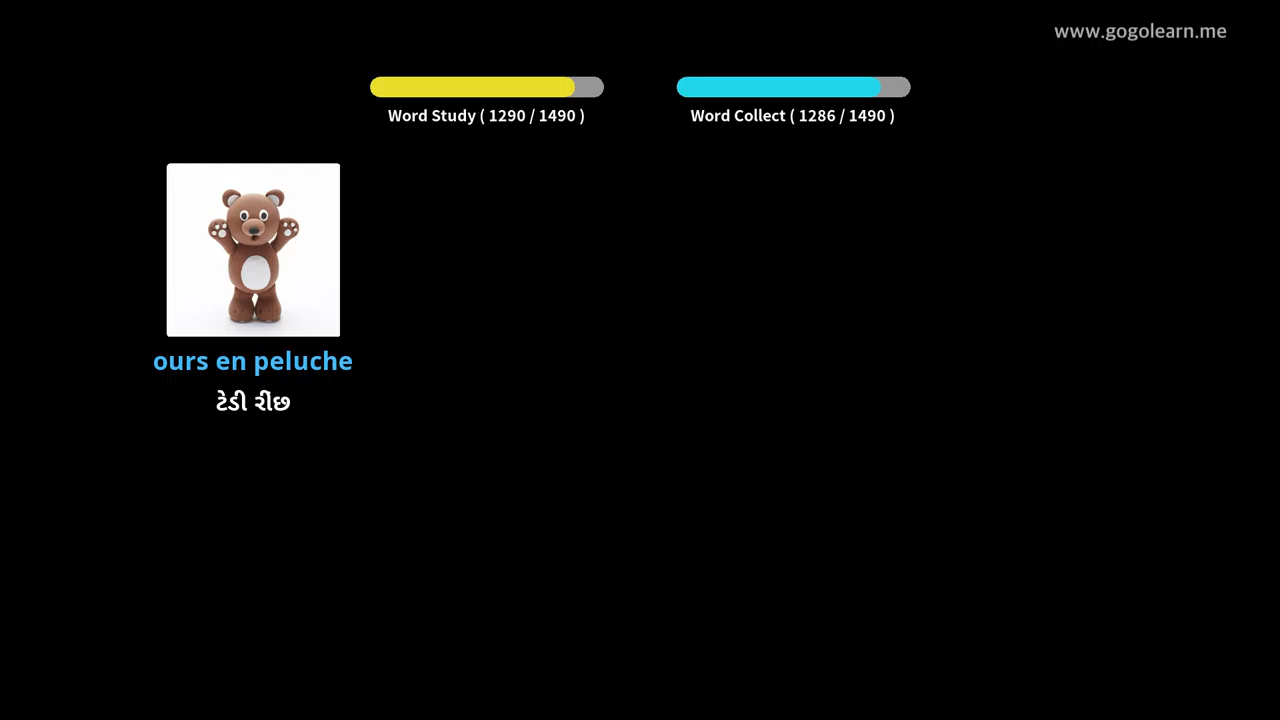 www.gogolearn.me
Word Study ( 1290 / 1490 )
Word Collect ( 1286 / 1490 )
ours en peluche
ટેડી રીંછ